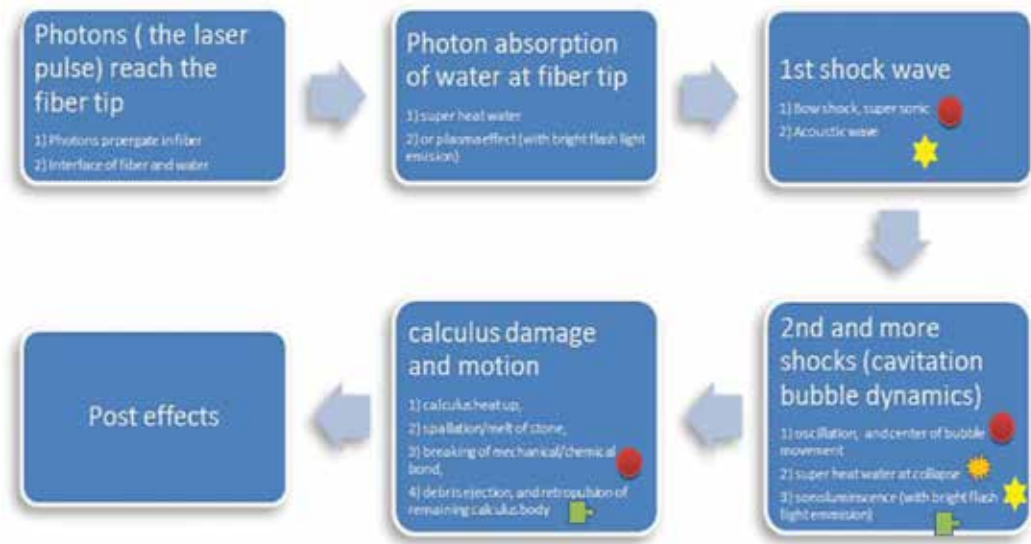 Photons ( the laser
pulse) reach the
fiber tip
1) Photons propergate in fiber
2) Interface of fiber and water
Photon absorption
of water at fiber tip
1) super heat water
2) or plasma effect (with bright flash light
emision)
1st shock wave
1) Bow shock, super sonic
2) Acoustic wave
2nd and more
shocks (cavitation
bubble dynamics)
1) oscillation, and center of bubble
movement
2) super heat water at collapse
3) sonoluminescence (with bright flash
light emmision)
calculus damage
and motion
1) calculus heat up,
2) spallation/melt of stone,
3) breaking of mechanical/chemical
bond,
4) debris ejection, and retropulsion of
remaining calculus body
Post effects